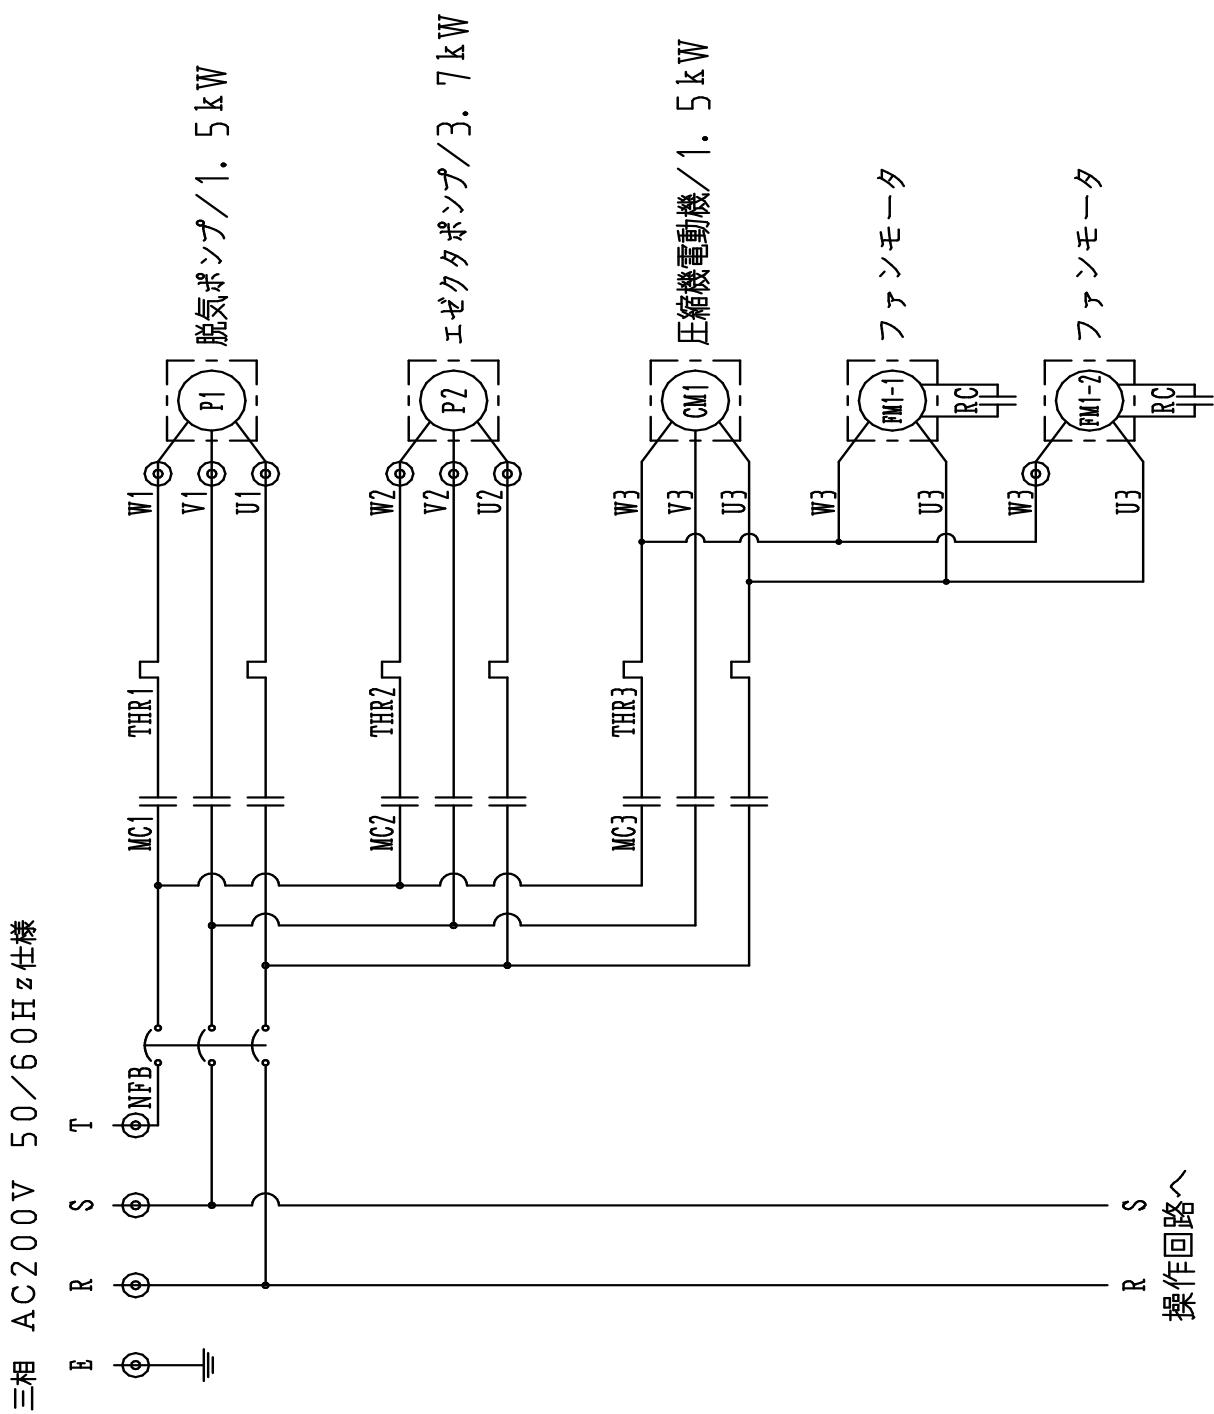 三相 AC200V 50/60Hz仕様
E
R
S
T
NFB
MC1
THR1
W1
V1
U1
P1
脱気ポンプ/1.5kW
MC2
THR2
W2
V2
U2
P2
エゼクタポンプ/3.7kW
MC3
THR3
W3
V3
U3
CM1
圧縮機電動機/1.5kW
W3
U3
FM1-1
RC
ファンモータ
W3
U3
FM1-2
RC
ファンモータ
R
S
操作回路へ